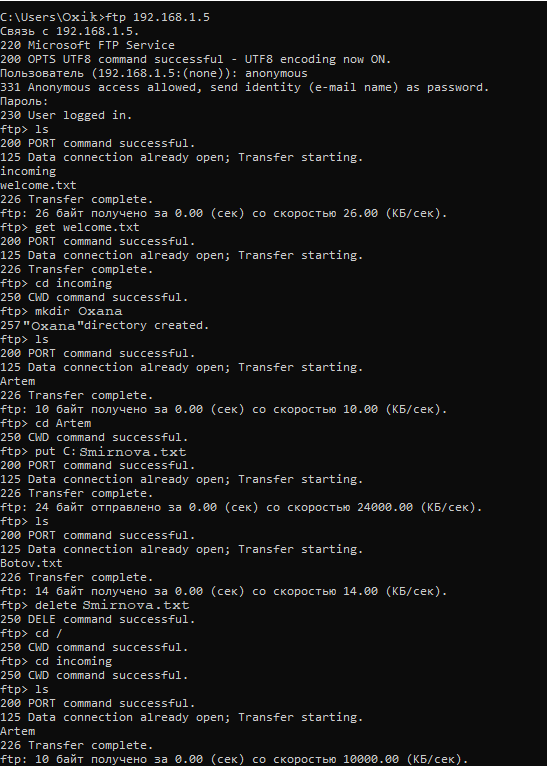 C:\Users\Oxik>ftp 192.168.1.5
Связь с 192.168.1.5.
220 Microsoft FTP Service
200 OPTS UTF8 command successful - UTF8 encoding now ON.
Пользователь (192.168.1.5:(none)): anonymous
331 Anonymous access allowed, send identity (e-mail name) as password.
Пароль:
230 User logged in.
ftp> ls
200 PORT command successful.
125 Data connection already open; Transfer starting.
incoming
welcome.txt
226 Transfer complete.
ftp: 26 байт получено за 0.00 (сек) со скоростью 26.00 (КБ/сек).
ftp> get welcome.txt
200 PORT command successful.
125 Data connection already open; Transfer starting.
226 Transfer complete.
ftp> cd incoming
250 CWD command successful.
ftp> mkdir Oxana
257"Oxana"directory created.
ftp> ls
200 PORT command successful.
125 Data connection already open; Transfer starting.
Artem
226 Transfer complete.
ftp: 10 байт получено за 0.00 (сек) со скоростью 10.00 (КБ/сек).
ftp> cd Artem
250 CWD command successful.
ftp> put C:Smirnova.txt
200 PORT command successful.
125 Data connection already open; Transfer starting.
226 Transfer complete.
ftp: 24 байт отправлено за 0.00 (сек) со скоростью 24000.00 (КБ/сек).
ftp> ls
200 PORT command successful.
125 Data connection already open; Transfer starting.
Botov.txt
226 Transfer complete.
ftp: 14 байт получено за 0.00 (сек) со скоростью 14.00 (КБ/сек).
ftp> delete Smirnova.txt
250 DELE command successful.
ftp> cd /
250 CWD command successful.
ftp> cd incoming
250 CWD command successful.
ftp> ls
200 PORT command successful.
125 Data connection already open; Transfer starting.
Artem
226 Transfer complete.
ftp: 10 байт получено за 0.00 (сек) со скоростью 10000.00 (КБ/сек).